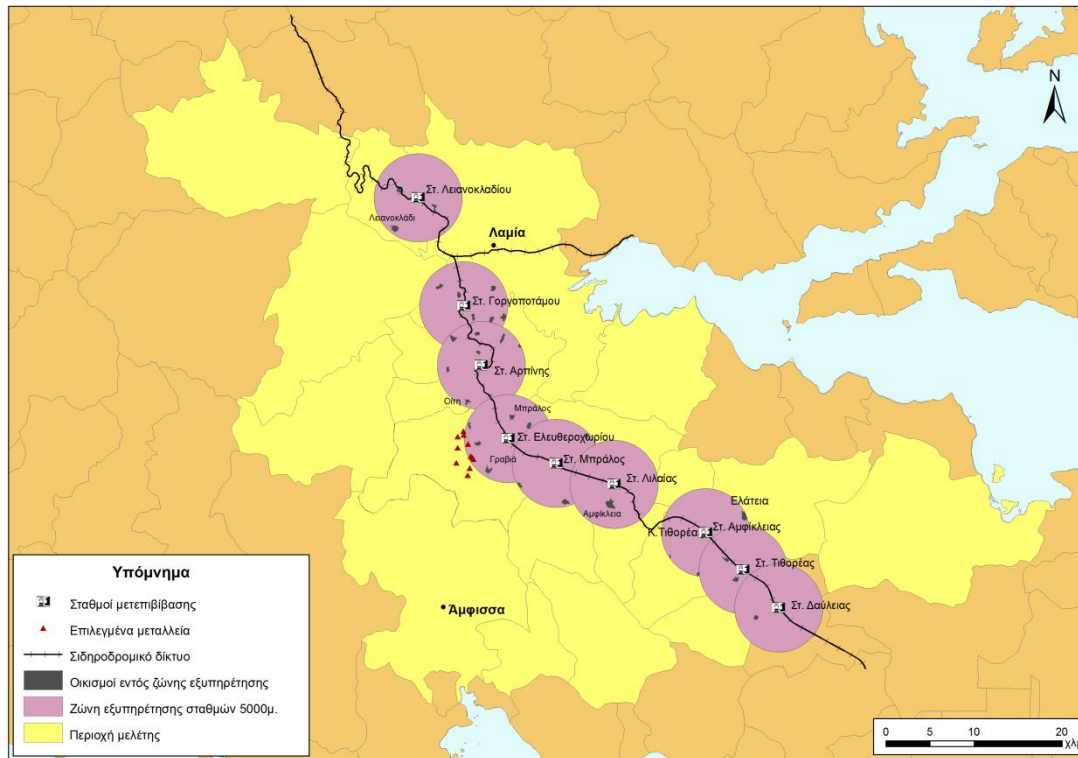 N
Στ. Λειανοκλαδίου
Λειανοκλάδι
Λαμία
Στ. Γοργοποτάμου
Στ. Αρπίνης
Οίτη
Μπράλος
Στ. Ελευθεροχωρίου
Γραβιά
Στ. Μπράλος
Στ. Λιλαίας
Αμφίκλεια
Ελάτεια
Στ. Αμφίκλειας
Κ.Τιθορέα
Στ. Τιθορέας
Στ. Δαύλειας
Άμφισσα
Υπόμνημα
Σταθμοί μετεπιβίβασης
Επιλεγμένα μεταλλεία
Σιδηροδρομικό δίκτυο
Οικισμοί εντός ζώνης εξυπηρέτησης
Ζώνη εξυπηρέτησης σταθμών 5000μ.
Περιοχή μελέτης
0 5 10 20
χλμ